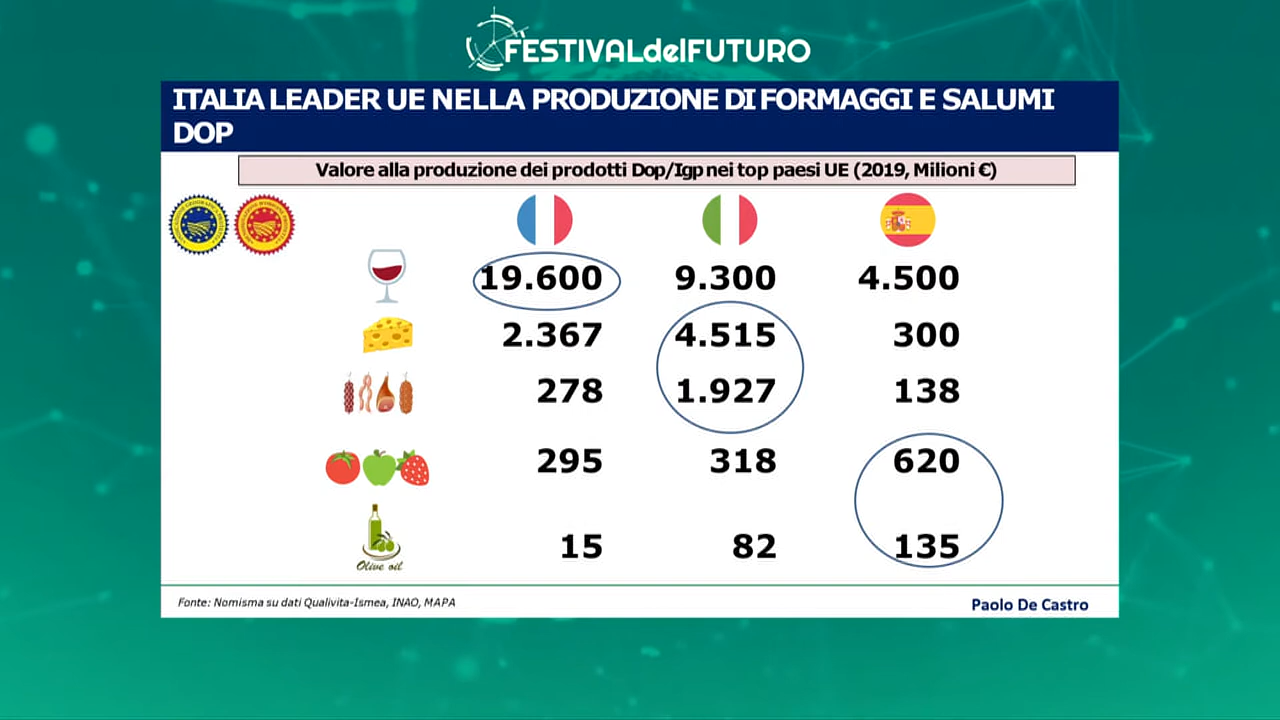 FESTIVALdelFUTURO
ITALIA LEADER UE NELLA PRODUZIONE DI FORMAGGI E SALUMI
DOP
Valore alla produzione dei prodotti Dop/Igp nei top paesi UE (2019, Milioni €)
19.600 9.300 4.500
2.367 4.515 300
278 1.927 138
295 318 620
15 82 135
Olive oil
Fonte: Nomisma su dati Qualivita-Ismea, INAO, MAPA
Paolo De Castro